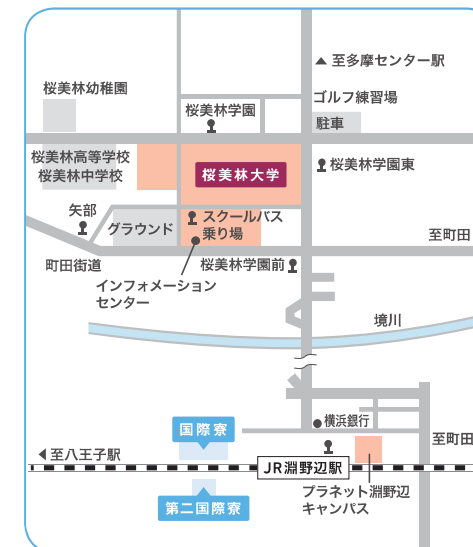 ▲ 至多摩センター駅
桜美林幼稚園
ゴルフ練習場
桜美林学園
駐車
桜美林高等学校
桜美林中学校
桜美林大学
桜美林学園東
矢部
スクールバス
乗り場
グラウンド
至町田
町田街道
桜美林学園前
インフォメーション
センター
境川
横浜銀行
国際寮
至町田
◀至八王子駅
JR淵野辺駅
プラネット淵野辺
キャンパス
第二国際寮